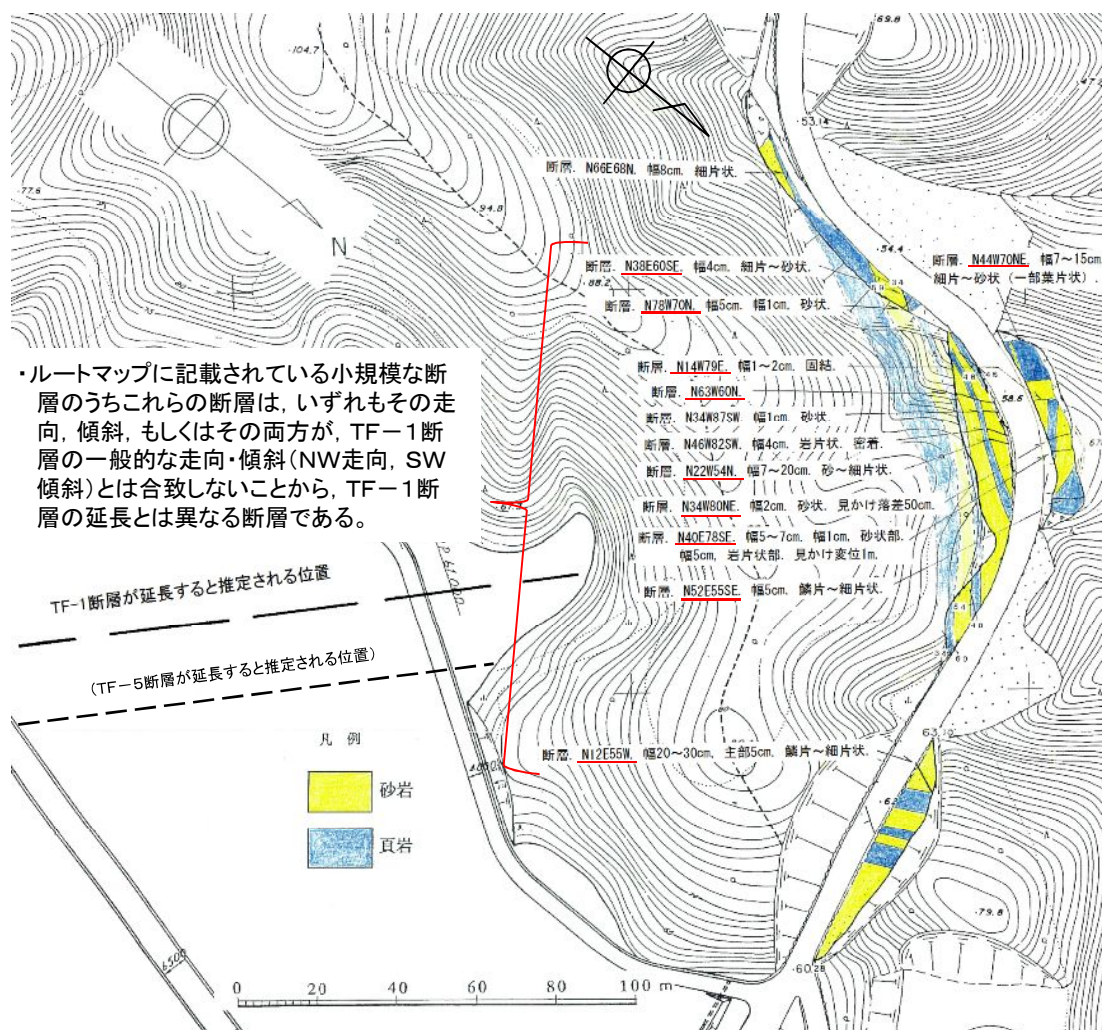 69.8
104.7
53.14
断層. N66E68N. 幅8cm. 細片状.
77.6
94.8
N
54.4
断層. N38E60SE. 幅4cm. 細片～砂状.
断層. N44W70NE. 幅7～15cm.
細片～砂状（一部葉片状）.
88.2
断層. N78W70N. 幅5cm. 幅1cm. 砂状.
・ルートマップに記載されている小規模な断
層のうちこれらの断層は，いずれもその走
向，傾斜，もしくはその両方が，TF－1断
層の一般的な走向・傾斜（NW走向，SW
傾斜）とは合致しないことから，TF－1断
層の延長とは異なる断層である。
断層. N14W79E. 幅1～2cm. 固結.
断層. N63W60N.
58.6
断層. N34W87SW. 幅1cm. 砂状.
断層. N46W82SW. 幅4cm. 岩片状. 密着.
断層. N22W54N. 幅7～20cm. 砂～細片状.
断層. N34W80NE. 幅2cm. 砂状. 見かけ落差50cm.
断層. N40E78SE. 幅5～7cm. 幅1cm. 砂状部.
幅5cm. 岩片状部. 見かけ変位1m.
TF-1断層が延長すると推定される位置
断層. N52E55SE. 幅5cm. 鱗片～細片状.
（TF－5断層が延長すると推定される位置）
凡 例
63.10
断層. N12E55W. 幅20～30cm. 主部5cm. 鱗片～細片状.
砂岩
頁岩
79.8
65.00
60.28
0 20 40 60 80 100 m